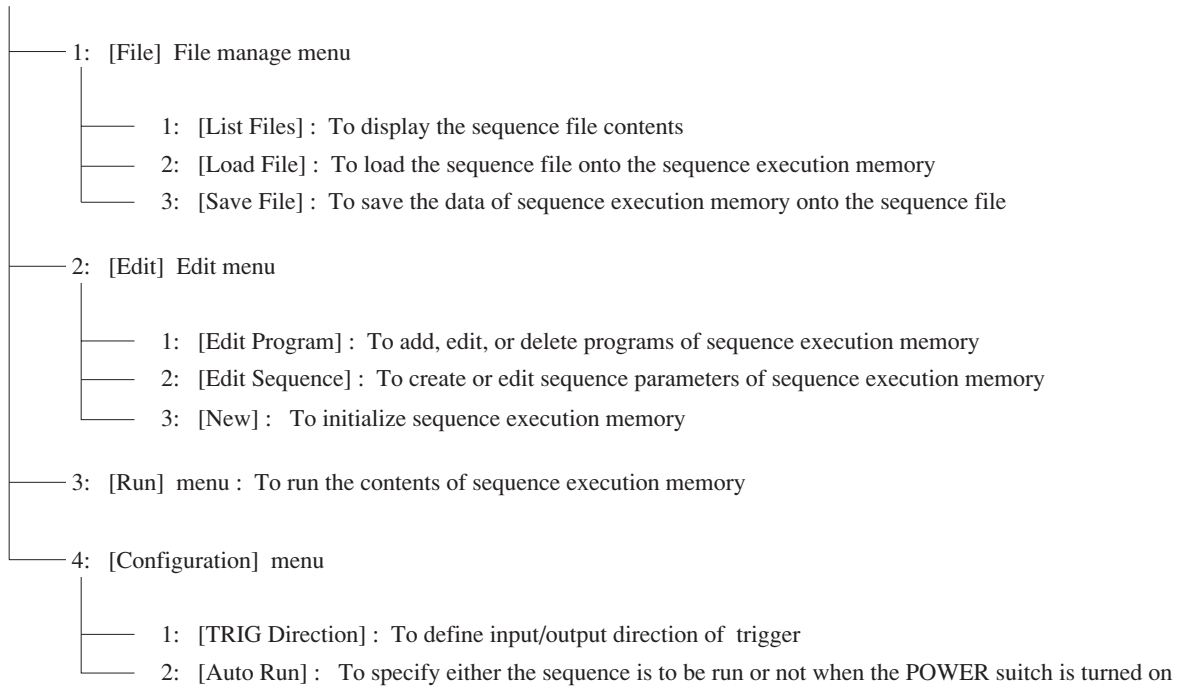 1: [File] File manage menu
1: [List Files] : To display the sequence file contents
2: [Load File] : To load the sequence file onto the sequence execution memory
3: [Save File] : To save the data of sequence execution memory onto the sequence file
2: [Edit] Edit menu
1: [Edit Program] : To add, edit, or delete programs of sequence execution memory
2: [Edit Sequence] : To create or edit sequence parameters of sequence execution memory
3: [New] : To initialize sequence execution memory
3: [Run] menu : To run the contents of sequence execution memory
4: [Configuration] menu
1: [TRIG Direction] : To define input/output direction of trigger
2: [Auto Run] : To specify either the sequence is to be run or not when the POWER suitch is turned on